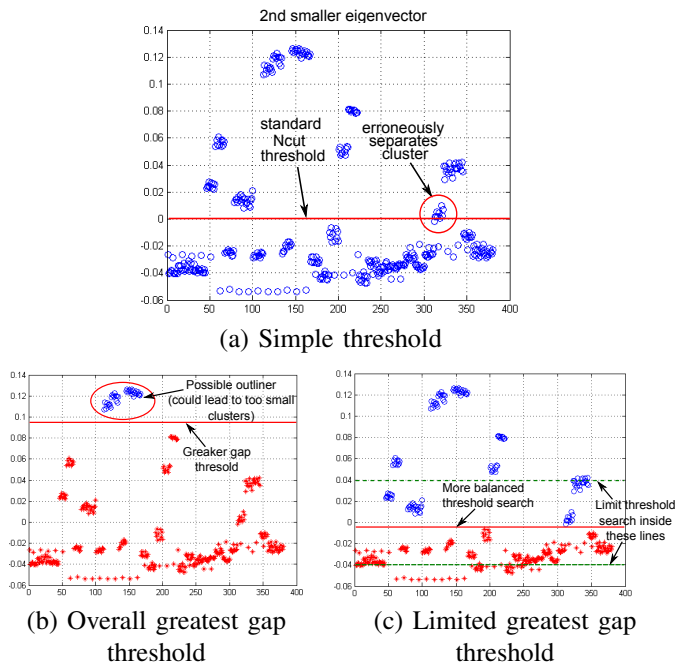 2nd smaller eigenvector
0.14
0.12
0.1
0.08
0.06
0.04
0.02
0
-0.02
-0.04
-0.06
0 50 100 150 200 250 300 350 400
standard
Ncut
threshold
erroneously
separates
cluster
(a) Simple threshold
0.14
0.12
0.1
0.08
0.06
0.04
0.02
0
-0.02
-0.04
-0.06
0 50 100 150 200 250 300 350 400
Possible outliner
(could lead to too small
clusters)
Greaker gap
thresold
(b) Overall greatest gap
threshold
0.14
0.12
0.1
0.08
0.06
0.04
0.02
0
-0.02
-0.04
-0.06
0 50 100 150 200 250 300 350 400
More balanced
threshold search
Limit threshold
search inside
these lines
(c) Limited greatest gap
threshold